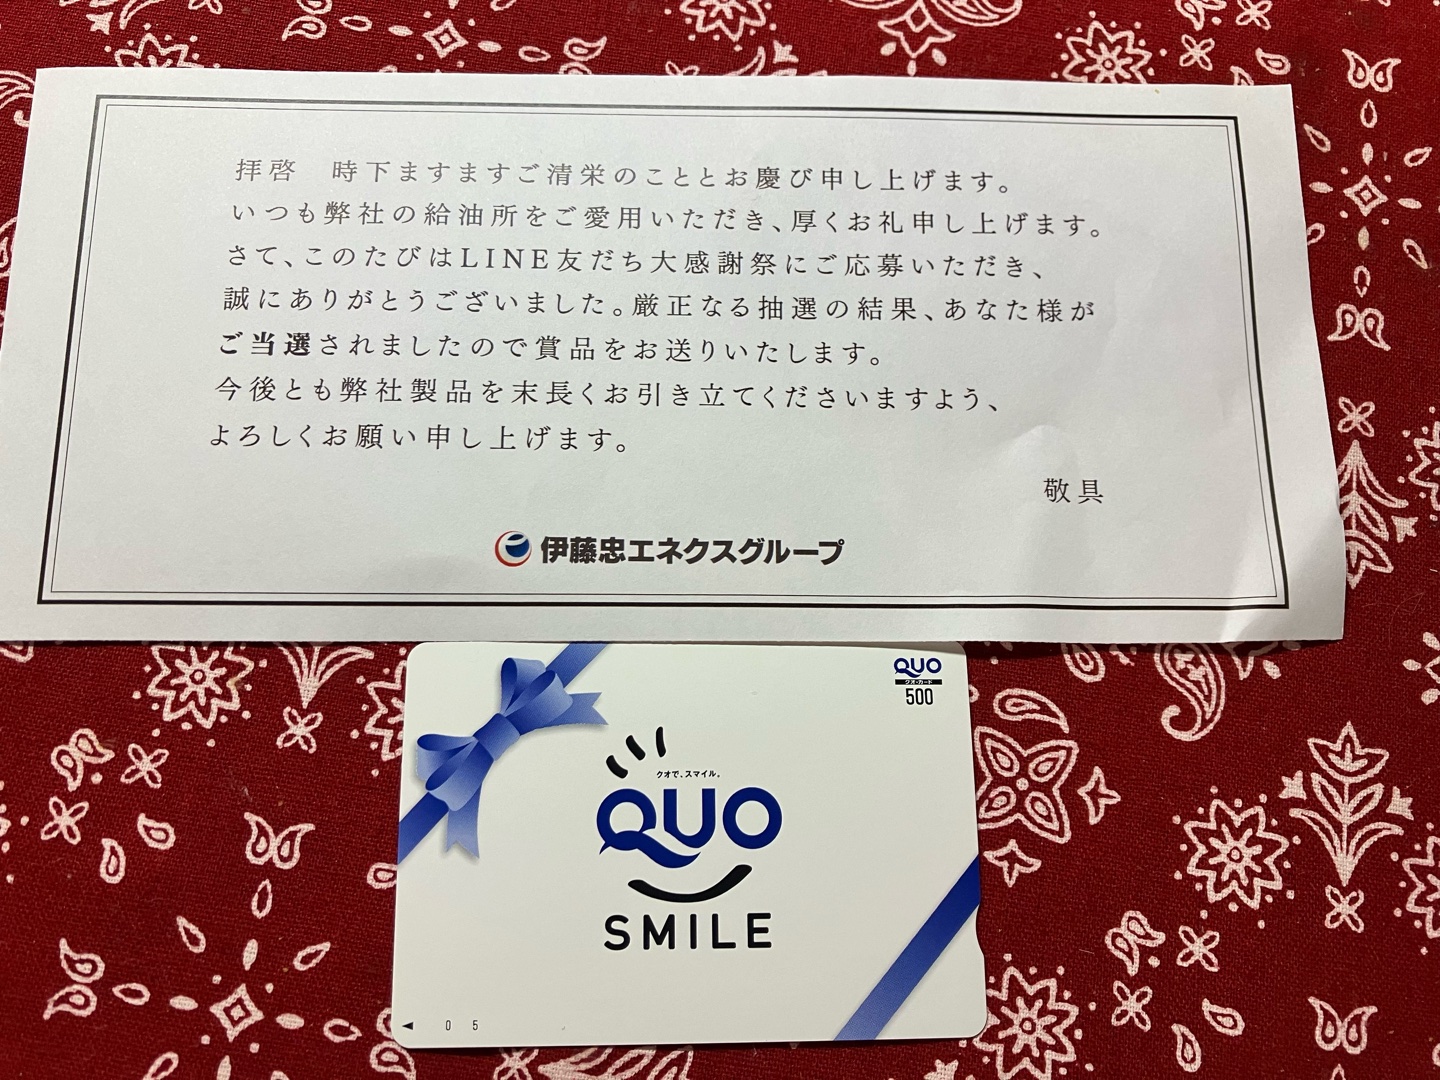 拝啓　時下ますますご清栄のこととお慶び申し上げます。
いつも弊社の給油所をご愛用いただき、厚くお礼申し上げます。
さて、このたびはLINE友だち大感謝祭にご応募いただき、
誠にありがとうございました。厳正なる抽選の結果、あなた様が
ご当選されましたので賞品をお送りいたします。
今後とも弊社製品を末長くお引き立てくださいますよう、
よろしくお願い申し上げます。
敬具
伊藤忠エネクスグループ
QUO
クオ・カード
500
クオで、スマイル。
QUO
SMILE
◀ 0 5